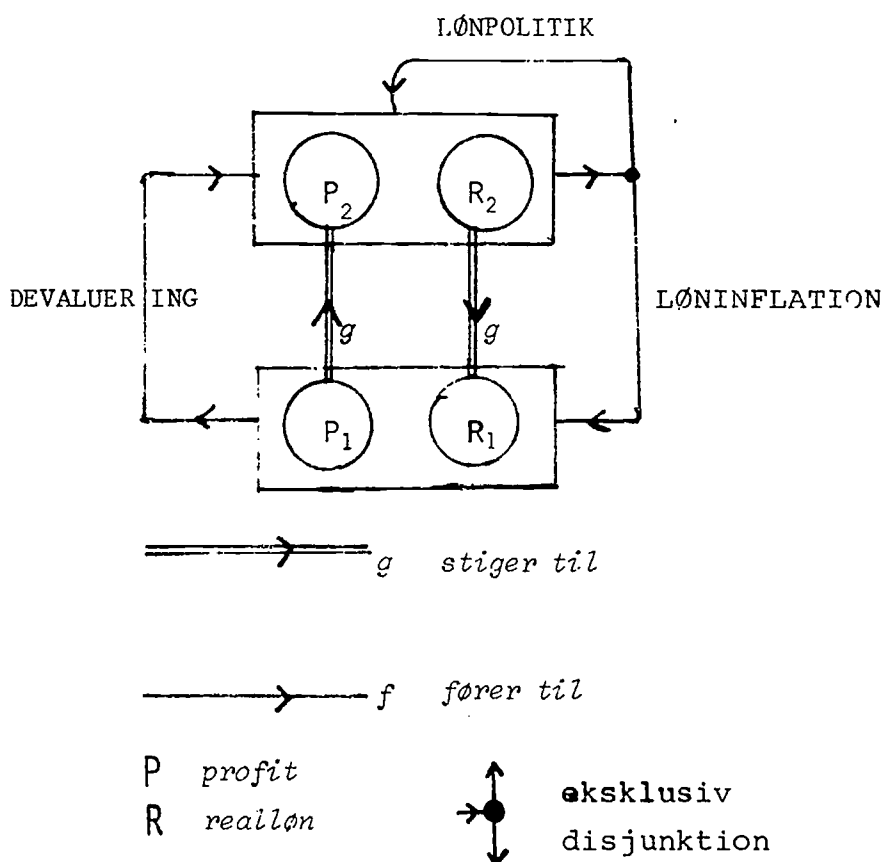 LØNPOLITIK
P₂ R₂
DEVALUERING
LØNINFLATION
g g
P₁ R₁
g stiger til
f fører til
P profit
R realløn
eksklusiv
disjunktion